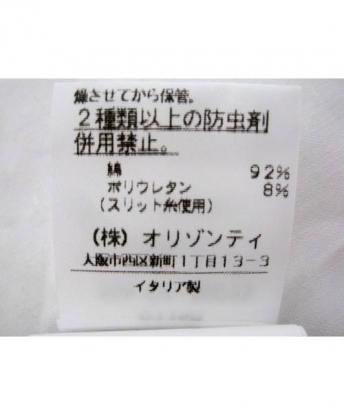 燥させてから保管。
２種類以上の防虫剤
併用禁止。
綿 92%
ポリウレタン 8%
(スリット糸使用)
(株) オリゾンティ
大阪市西区新町1丁目13-3
イタリア製